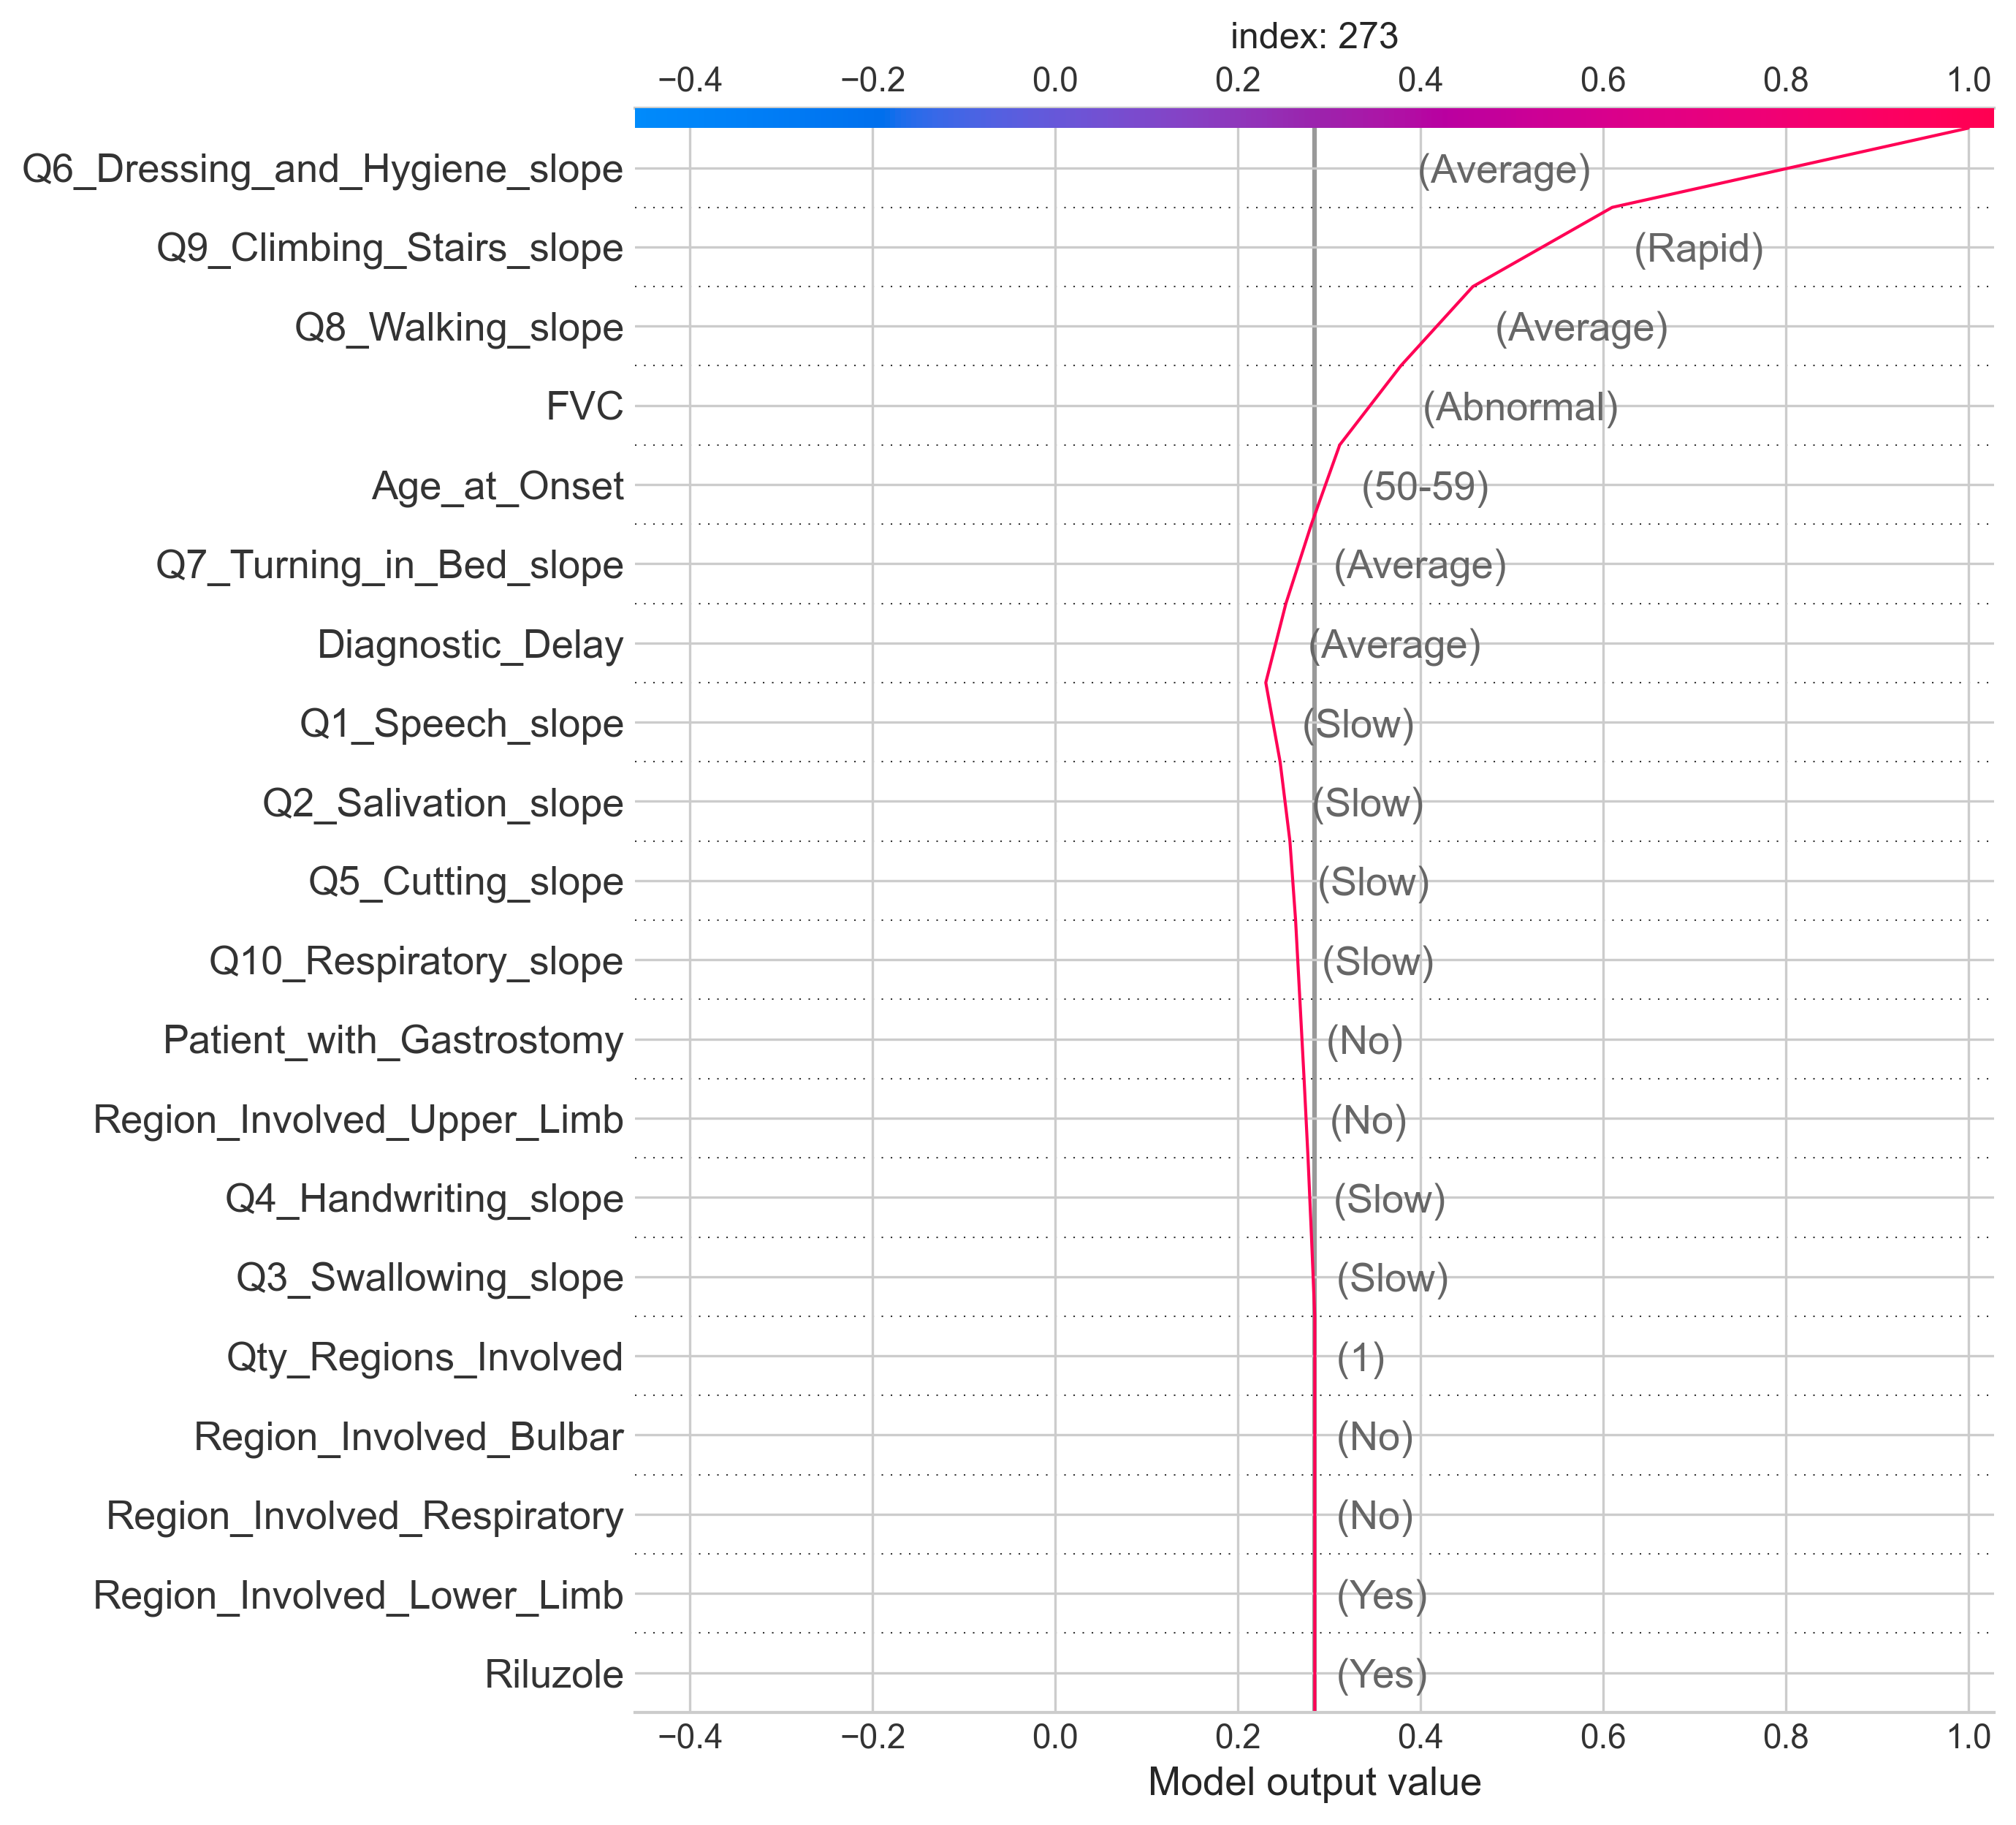 index: 273
−0.4 −0.2 0.0 0.2 0.4 0.6 0.8 1.0
Q6_Dressing_and_Hygiene_slope (Average)
Q9_Climbing_Stairs_slope (Rapid)
Q8_Walking_slope (Average)
FVC (Abnormal)
Age_at_Onset (50-59)
Q7_Turning_in_Bed_slope (Average)
Diagnostic_Delay (Average)
Q1_Speech_slope (Slow)
Q2_Salivation_slope (Slow)
Q5_Cutting_slope (Slow)
Q10_Respiratory_slope (Slow)
Patient_with_Gastrostomy (No)
Region_Involved_Upper_Limb (No)
Q4_Handwriting_slope (Slow)
Q3_Swallowing_slope (Slow)
Qty_Regions_Involved (1)
Region_Involved_Bulbar (No)
Region_Involved_Respiratory (No)
Region_Involved_Lower_Limb (Yes)
Riluzole (Yes)
−0.4 −0.2 0.0 0.2 0.4 0.6 0.8 1.0
Model output value